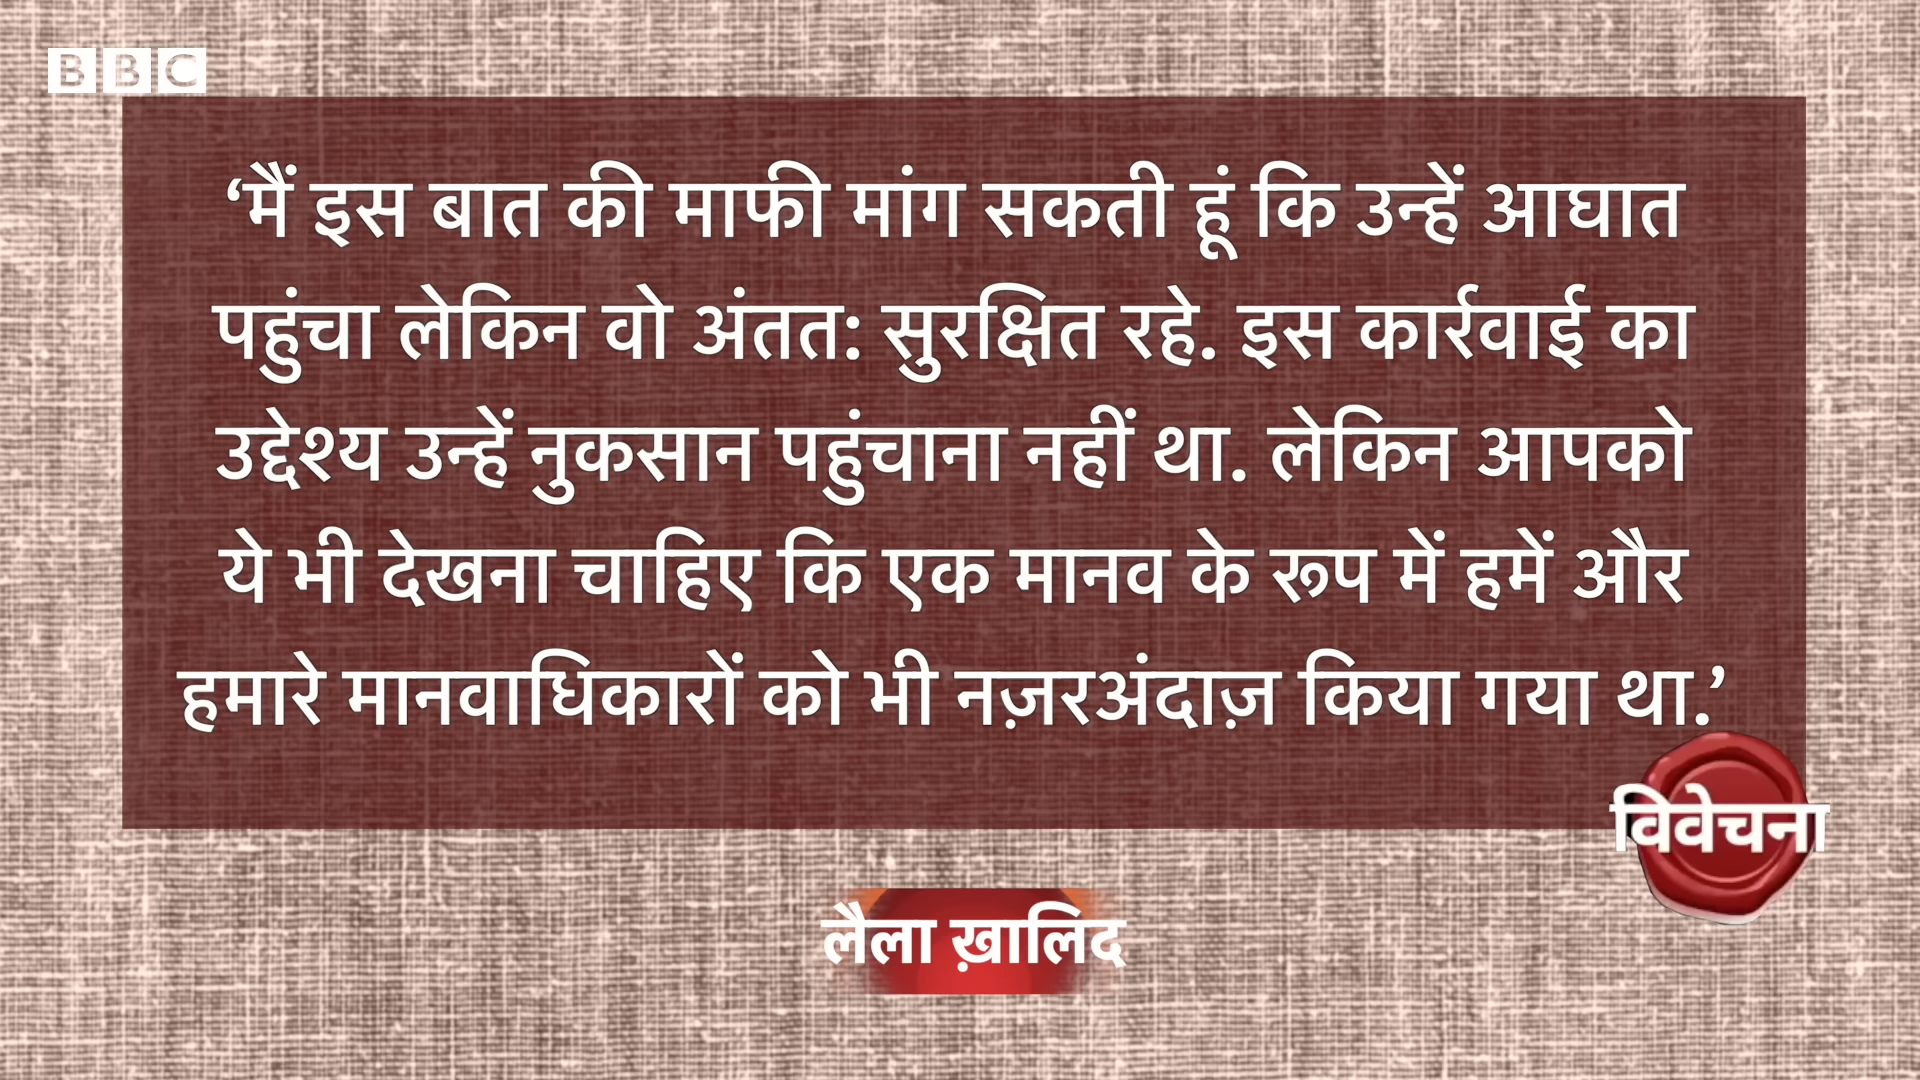 BBC
‘मैं इस बात की माफी मांग सकती हूं कि उन्हें आघात
पहुंचा लेकिन वो अंतत: सुरक्षित रहे. इस कार्रवाई का
उद्देश्य उन्हें नुकसान पहुंचाना नहीं था. लेकिन आपको
ये भी देखना चाहिए कि एक मानव के रूप में हमें और
हमारे मानवाधिकारों को भी नज़रअंदाज़ किया गया था.’
विवेचना
लैला ख़ालिद